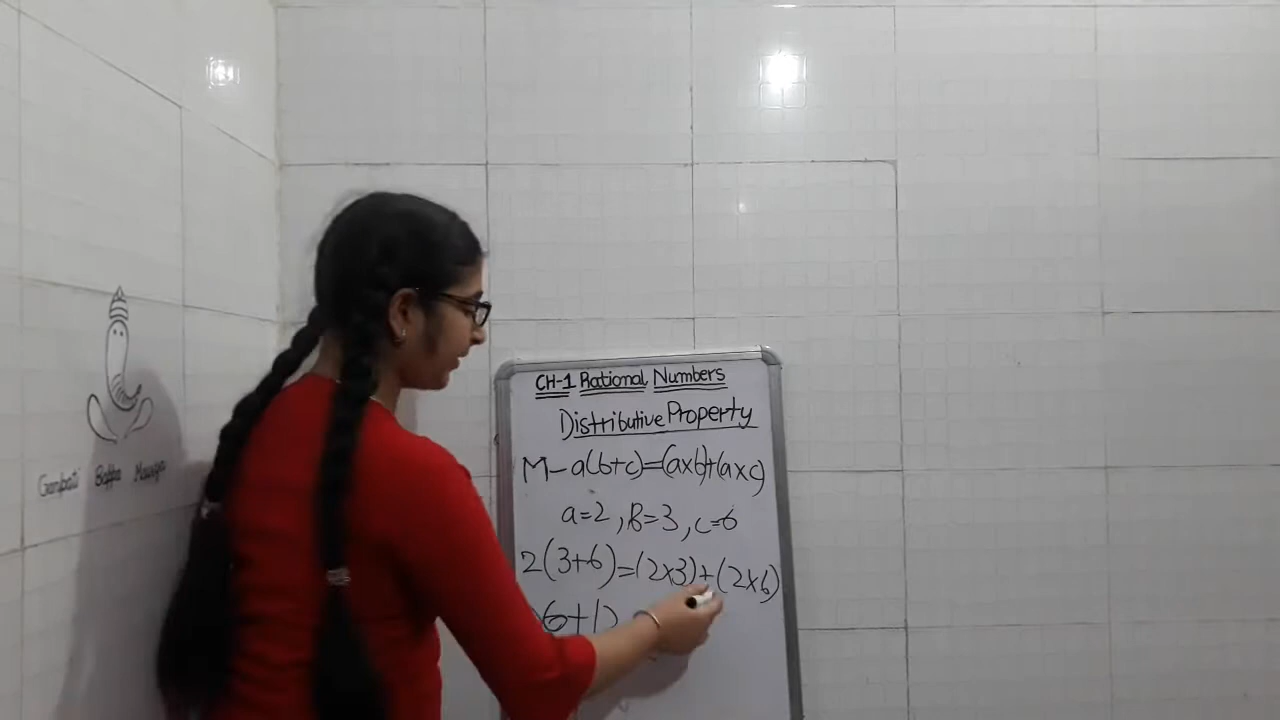 CH-1 Rational Numbers
Distributive Property
M- a(b+c)=(axb)+(axc)
a=2, B=3, c=6
2(3+6)=(2x3)+(2x6)
6+12
Ganpati Bappa Mourya